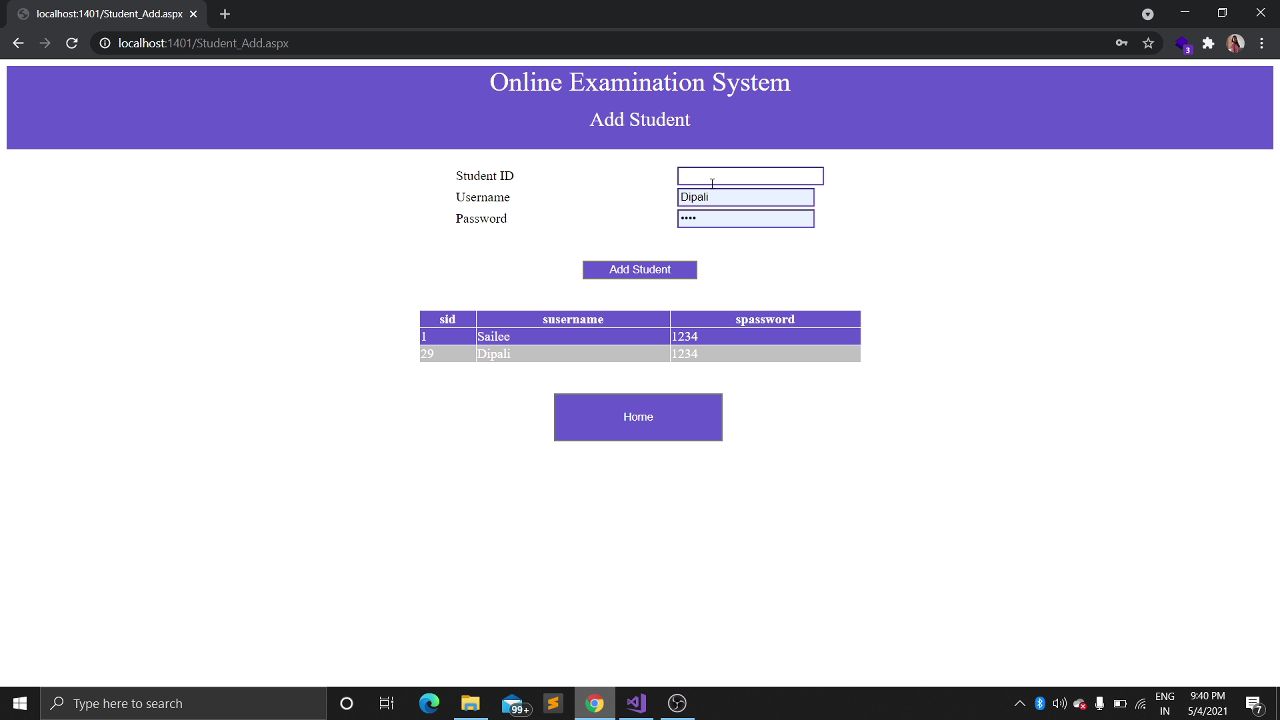 localhost:1401/Student_Add.aspx
localhost:1401/Student_Add.aspx
3
Online Examination System
Add Student
Student ID
Username Dipali
Password ••••
Add Student
sid susername spassword
1 Sailee 1234
29 Dipali 1234
Home
Type here to search
99+
ENG
IN
9:40 PM
5/4/2021
7